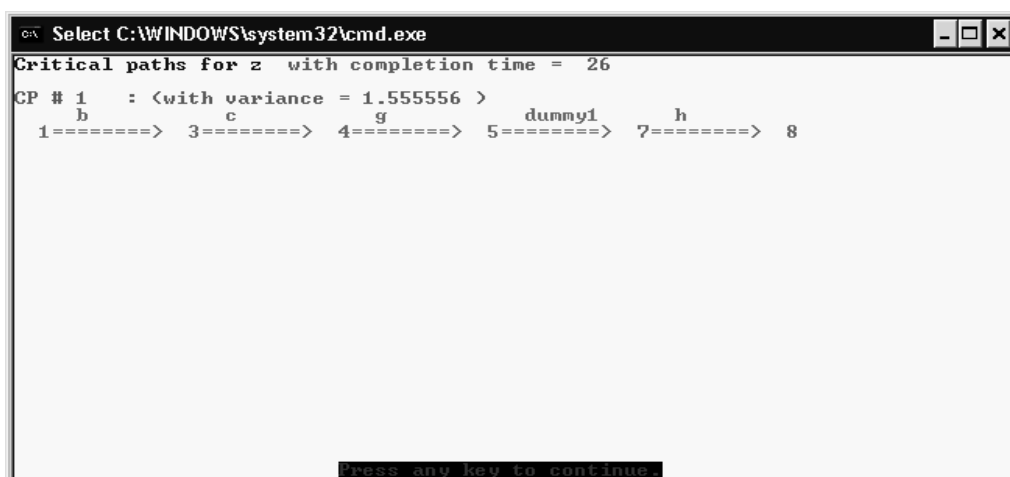 Select C:\WINDOWS\system32\cmd.exe
Critical paths for z  with completion time =  26
CP # 1   : (with variance = 1.555556 )
b           c           g           dummy1      h
1========>  3========>  4========>  5========>  7========>  8
Press any key to continue.